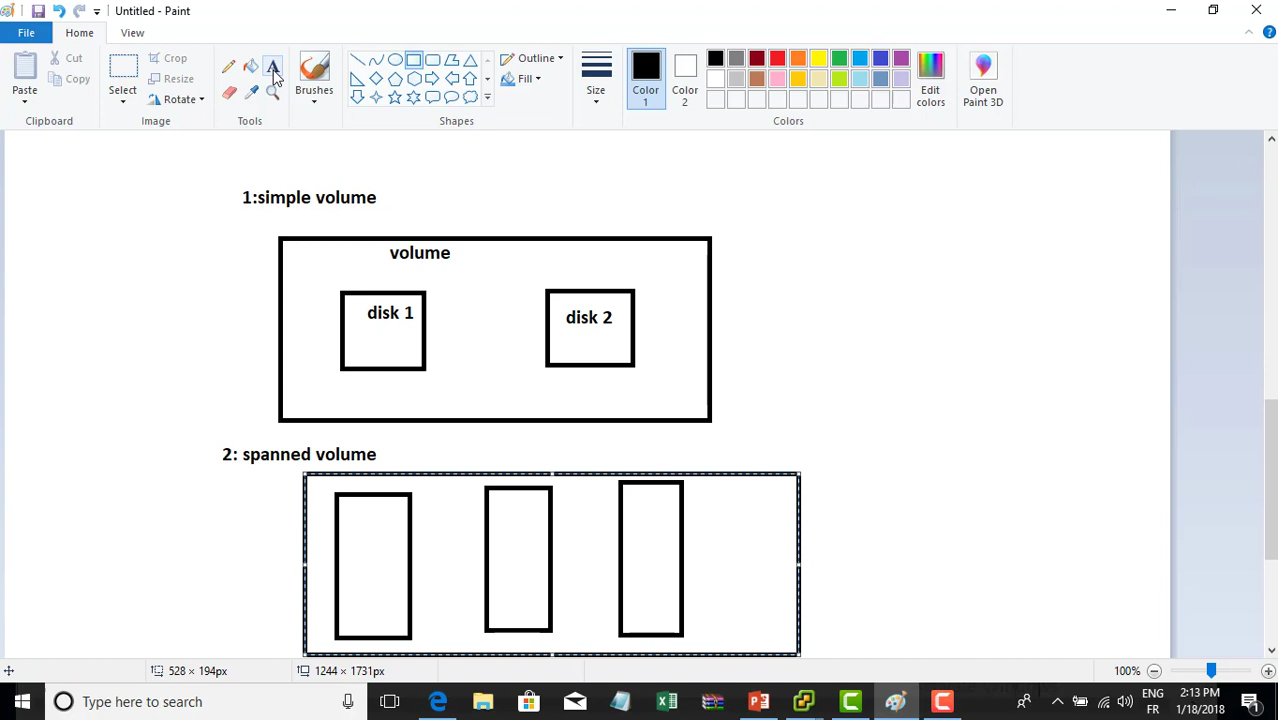 Untitled - Paint
File
Home
View
Paste
Cut
Copy
Clipboard
Select
Crop
Resize
Rotate
Image
A
Tools
Brushes
Outline
Fill
Shapes
Size
Color 1
Color 2
Edit colors
Colors
Open Paint 3D
1:simple volume
volume
disk 1
disk 2
2: spanned volume
528 × 194px
1244 × 1731px
100%
Type here to search
ENG
FR
2:13 PM
1/18/2018
1